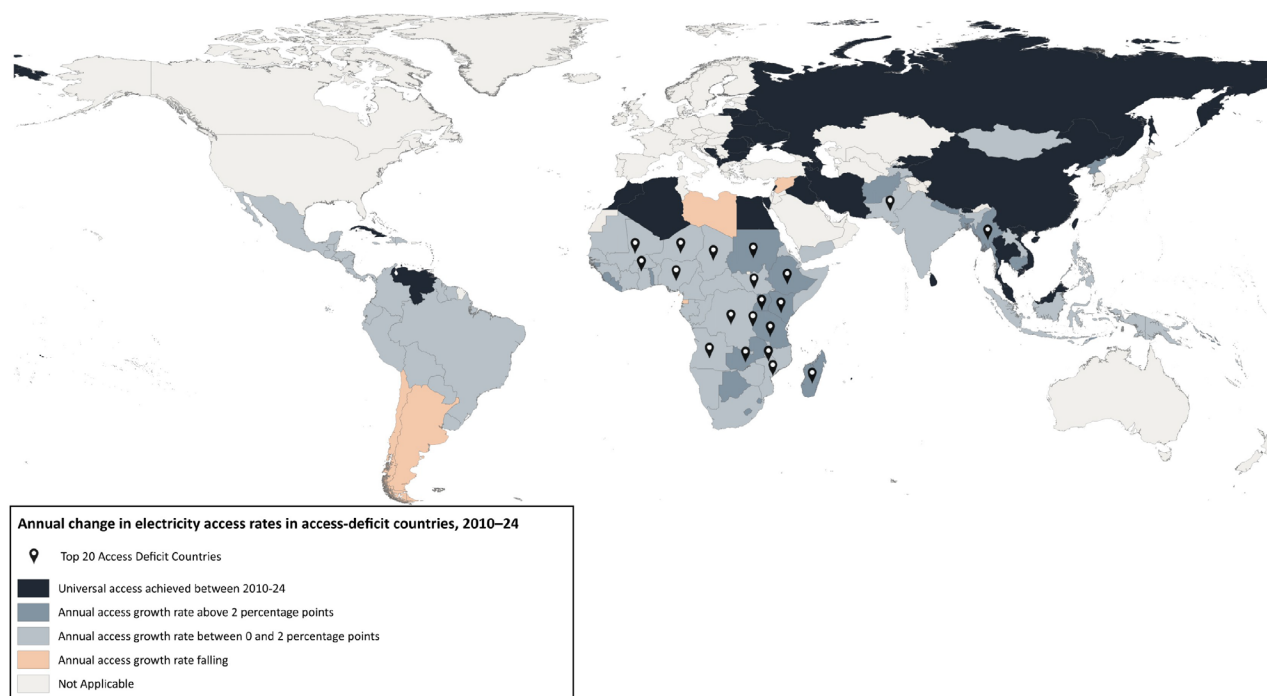 Annual change in electricity access rates in access-deficit countries, 2010–24
Top 20 Access Deficit Countries
Universal access achieved between 2010-24
Annual access growth rate above 2 percentage points
Annual access growth rate between 0 and 2 percentage points
Annual access growth rate falling
Not Applicable